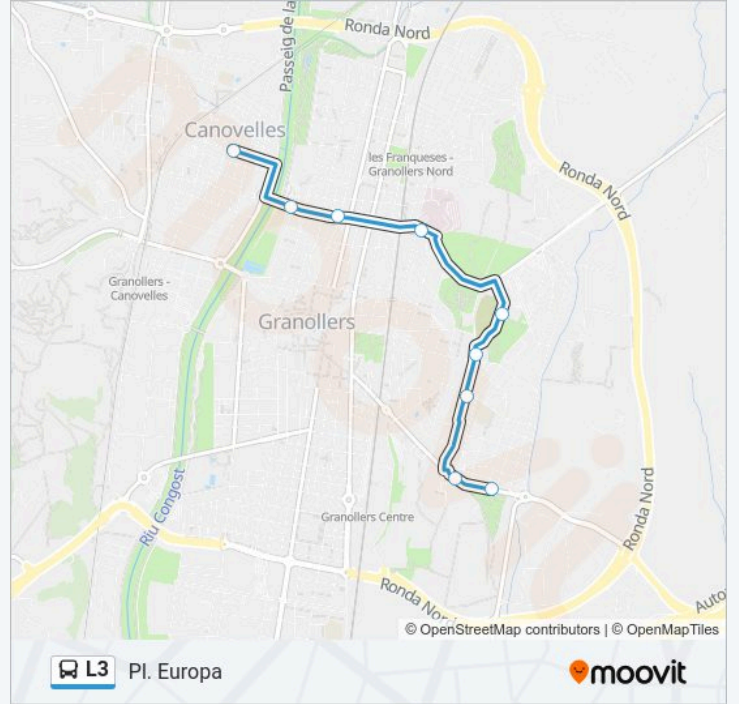 Ronda Nord
Passeig de la
Canovelles
les Franqueses -
Granollers Nord
Ronda Nord
Granollers -
Canovelles
Granollers
Riu Congost
Granollers Centre
Ronda Nord
Ronda Nord
Auto
© OpenStreetMap contributors | © OpenMapTiles
L3
Pl. Europa
moovit